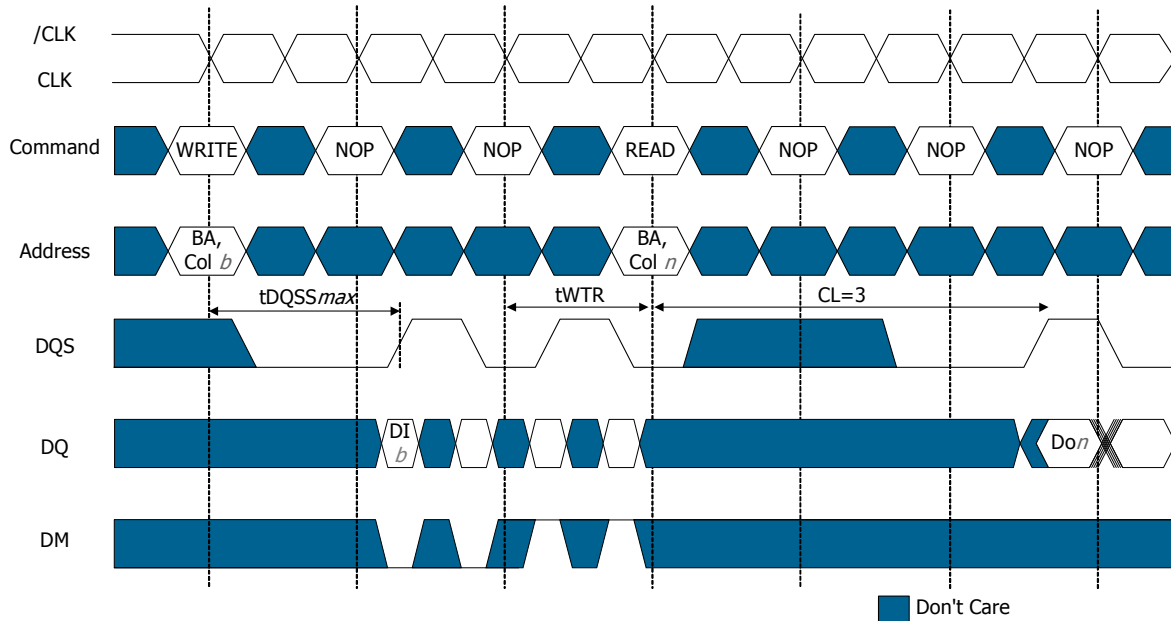 /CLK
CLK
Command
WRITE NOP NOP READ NOP NOP NOP
Address
BA,
Col b
BA,
Col n
tDQSSmax
tWTR
CL=3
DQS
DQ
DI
b
Don
DM
Don't Care